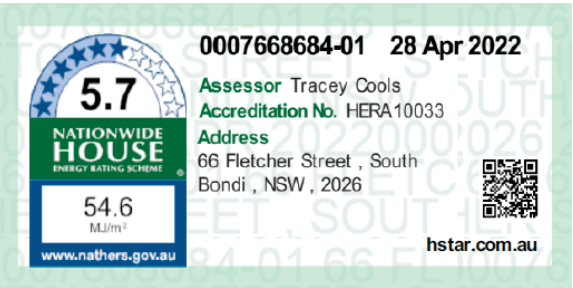 0007668684-01 28 Apr 2022
5.7
NATIONWIDE
HOUSE
ENERGY RATING SCHEME
54.6
MJ/m²
www.nathers.gov.au
Assessor Tracey Cools
Accreditation No. HERA10033
Address
66 Fletcher Street , South
Bondi , NSW , 2026
hstar.com.au